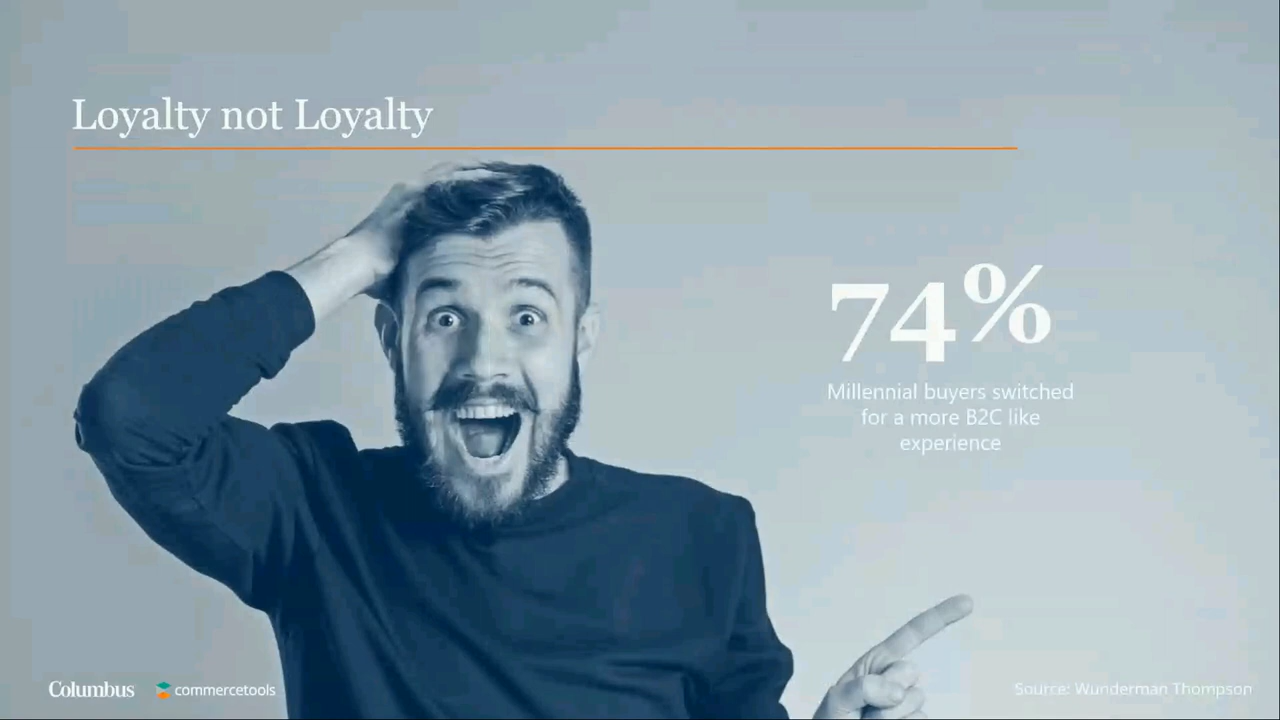 Loyalty not Loyalty
74%
Millennial buyers switched
for a more B2C like
experience
Columbus commercetools
Source: Wunderman Thompson